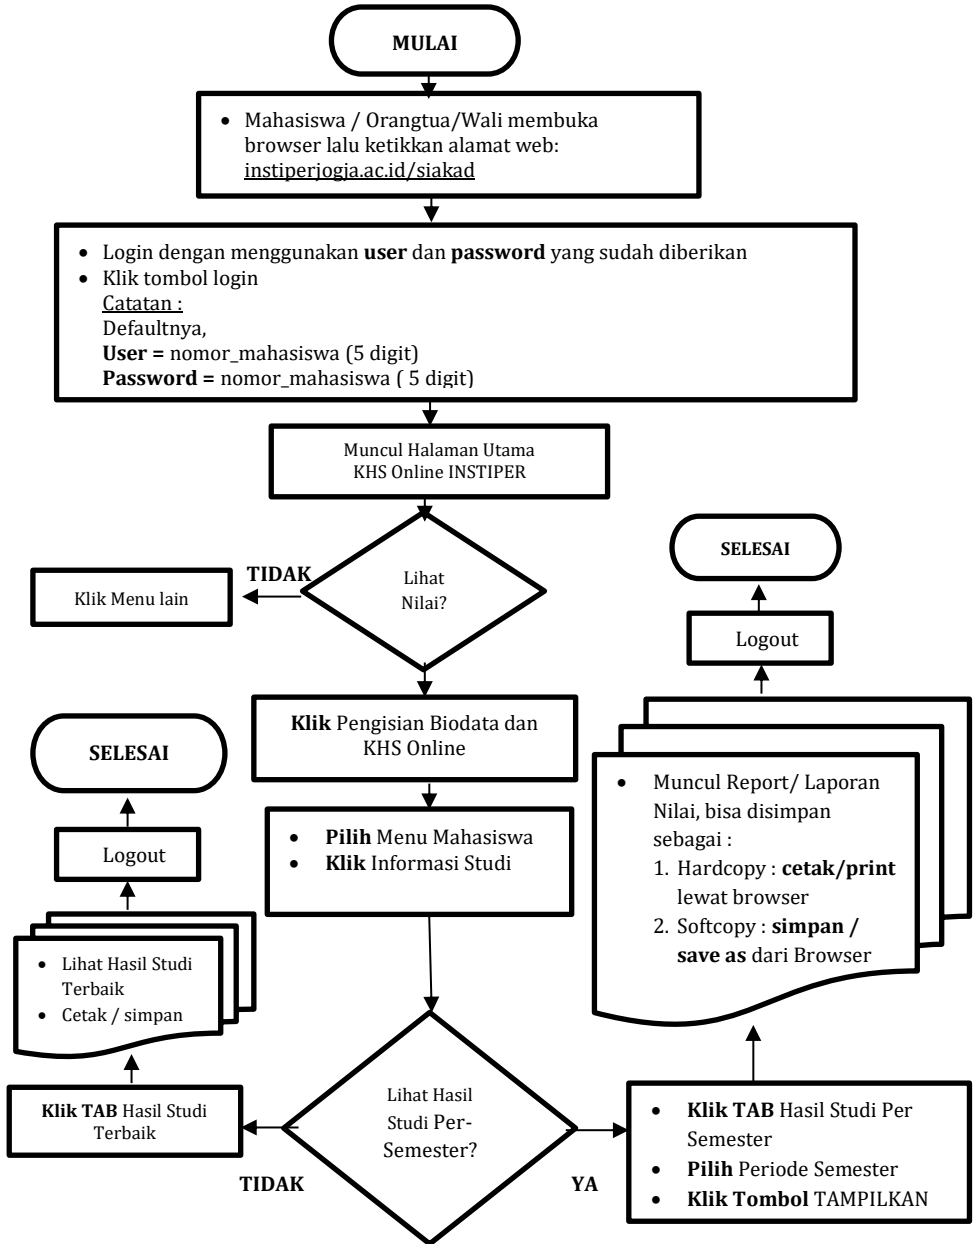 MULAI
• Mahasiswa / Orangtua/Wali membuka
browser lalu ketikkan alamat web:
instiperjogja.ac.id/siakad
• Login dengan menggunakan user dan password yang sudah diberikan
• Klik tombol login
Catatan :
Defaultnya,
User = nomor_mahasiswa (5 digit)
Password = nomor_mahasiswa ( 5 digit)
Muncul Halaman Utama
KHS Online INSTIPER
Lihat
Nilai?
TIDAK
Klik Menu lain
Klik Pengisian Biodata dan
KHS Online
• Pilih Menu Mahasiswa
• Klik Informasi Studi
Lihat Hasil
Studi Per-
Semester?
TIDAK
YA
Klik TAB Hasil Studi
Terbaik
• Lihat Hasil Studi
Terbaik
• Cetak / simpan
Logout
SELESAI
• Klik TAB Hasil Studi Per
Semester
• Pilih Periode Semester
• Klik Tombol TAMPILKAN
• Muncul Report/ Laporan
Nilai, bisa disimpan
sebagai :
1. Hardcopy : cetak/print
lewat browser
2. Softcopy : simpan /
save as dari Browser
Logout
SELESAI